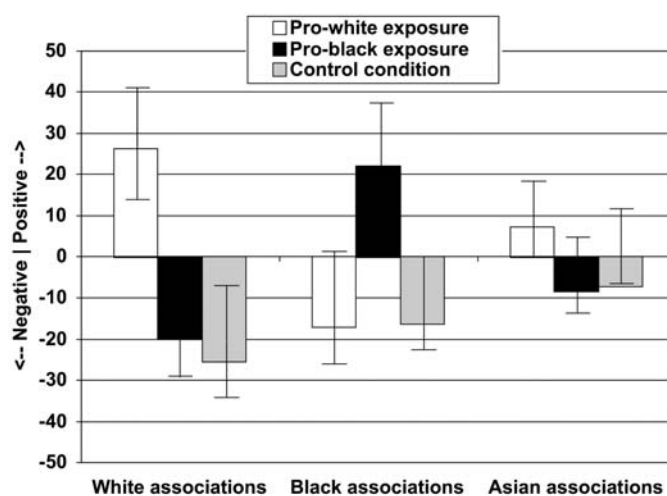 Pro-white exposure
Pro-black exposure
Control condition
50
40
30
20
10
0
-10
-20
-30
-40
-50
<-- Negative | Positive -->
White associations Black associations Asian associations